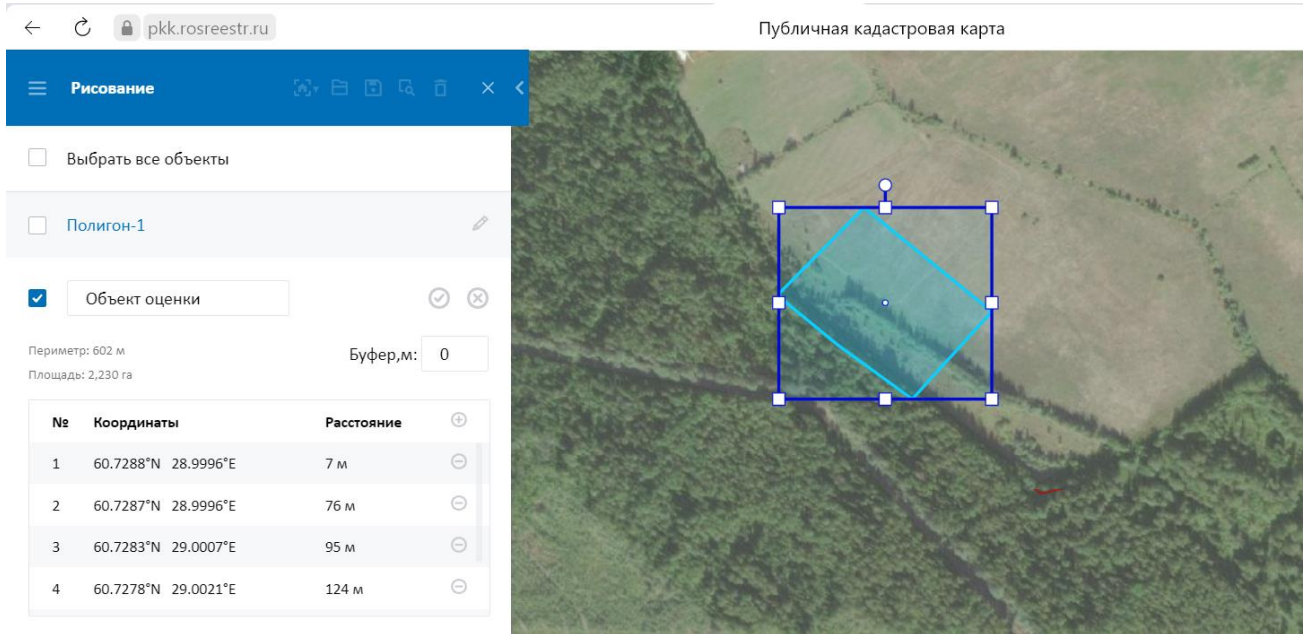 pkk.rosreestr.ru
Публичная кадастровая карта
Рисование
Выбрать все объекты
Полигон-1
Объект оценки
Периметр: 602 м
Площадь: 2,230 га
Буфер,м: 0
№ Координаты Расстояние
1 60.7288°N 28.9996°E 7 м
2 60.7287°N 28.9996°E 76 м
3 60.7283°N 29.0007°E 95 м
4 60.7278°N 29.0021°E 124 м